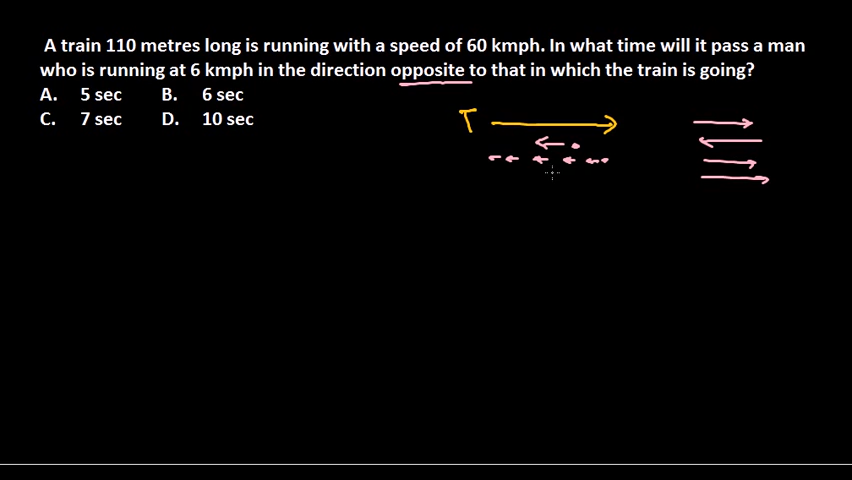 A train 110 metres long is running with a speed of 60 kmph. In what time will it pass a man
who is running at 6 kmph in the direction opposite to that in which the train is going?
A. 5 sec B. 6 sec
C. 7 sec D. 10 sec
T